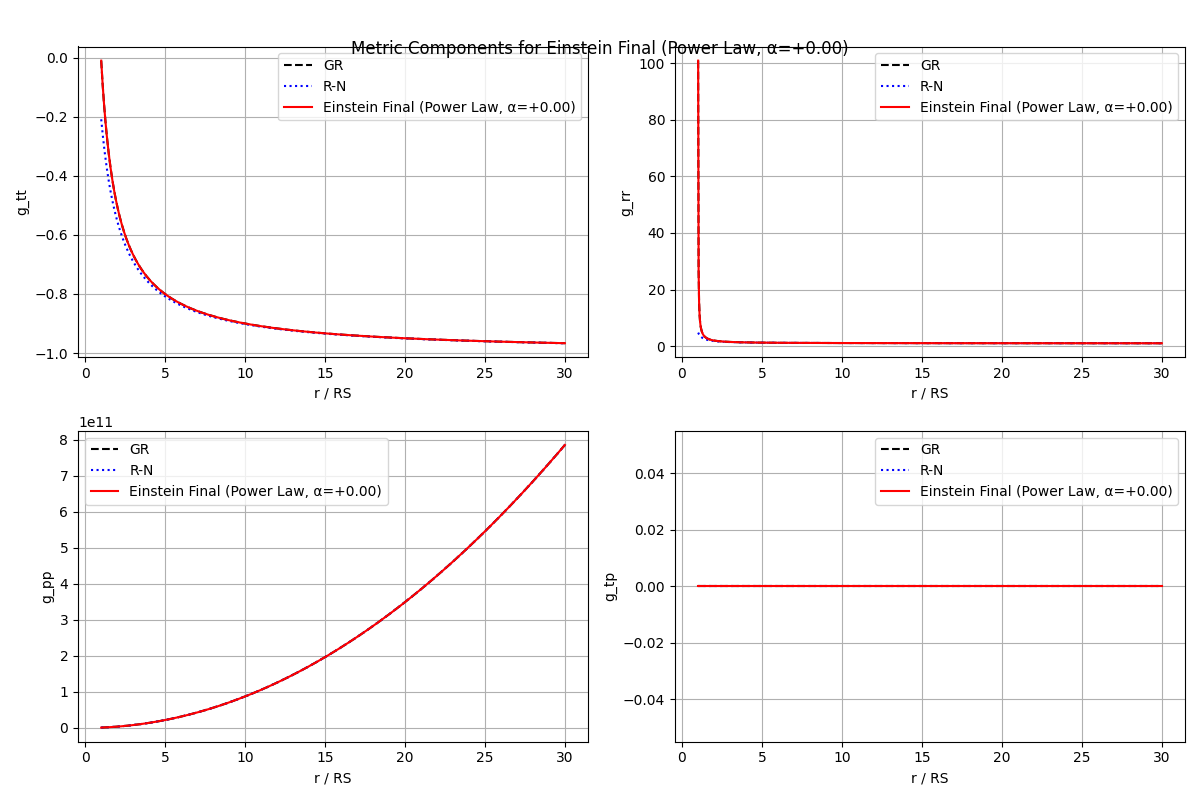 Metric Components for Einstein Final (Power Law, α=+0.00)
GR
R-N
Einstein Final (Power Law, α=+0.00)
0.0
−0.2
−0.4
−0.6
−0.8
−1.0
g_tt
0 5 10 15 20 25 30
r / RS
GR
R-N
Einstein Final (Power Law, α=+0.00)
100
80
60
40
20
0
g_rr
0 5 10 15 20 25 30
r / RS
1e11
GR
R-N
Einstein Final (Power Law, α=+0.00)
8
7
6
5
4
3
2
1
0
g_pp
0 5 10 15 20 25 30
r / RS
GR
R-N
Einstein Final (Power Law, α=+0.00)
0.04
0.02
0.00
−0.02
−0.04
g_tp
0 5 10 15 20 25 30
r / RS